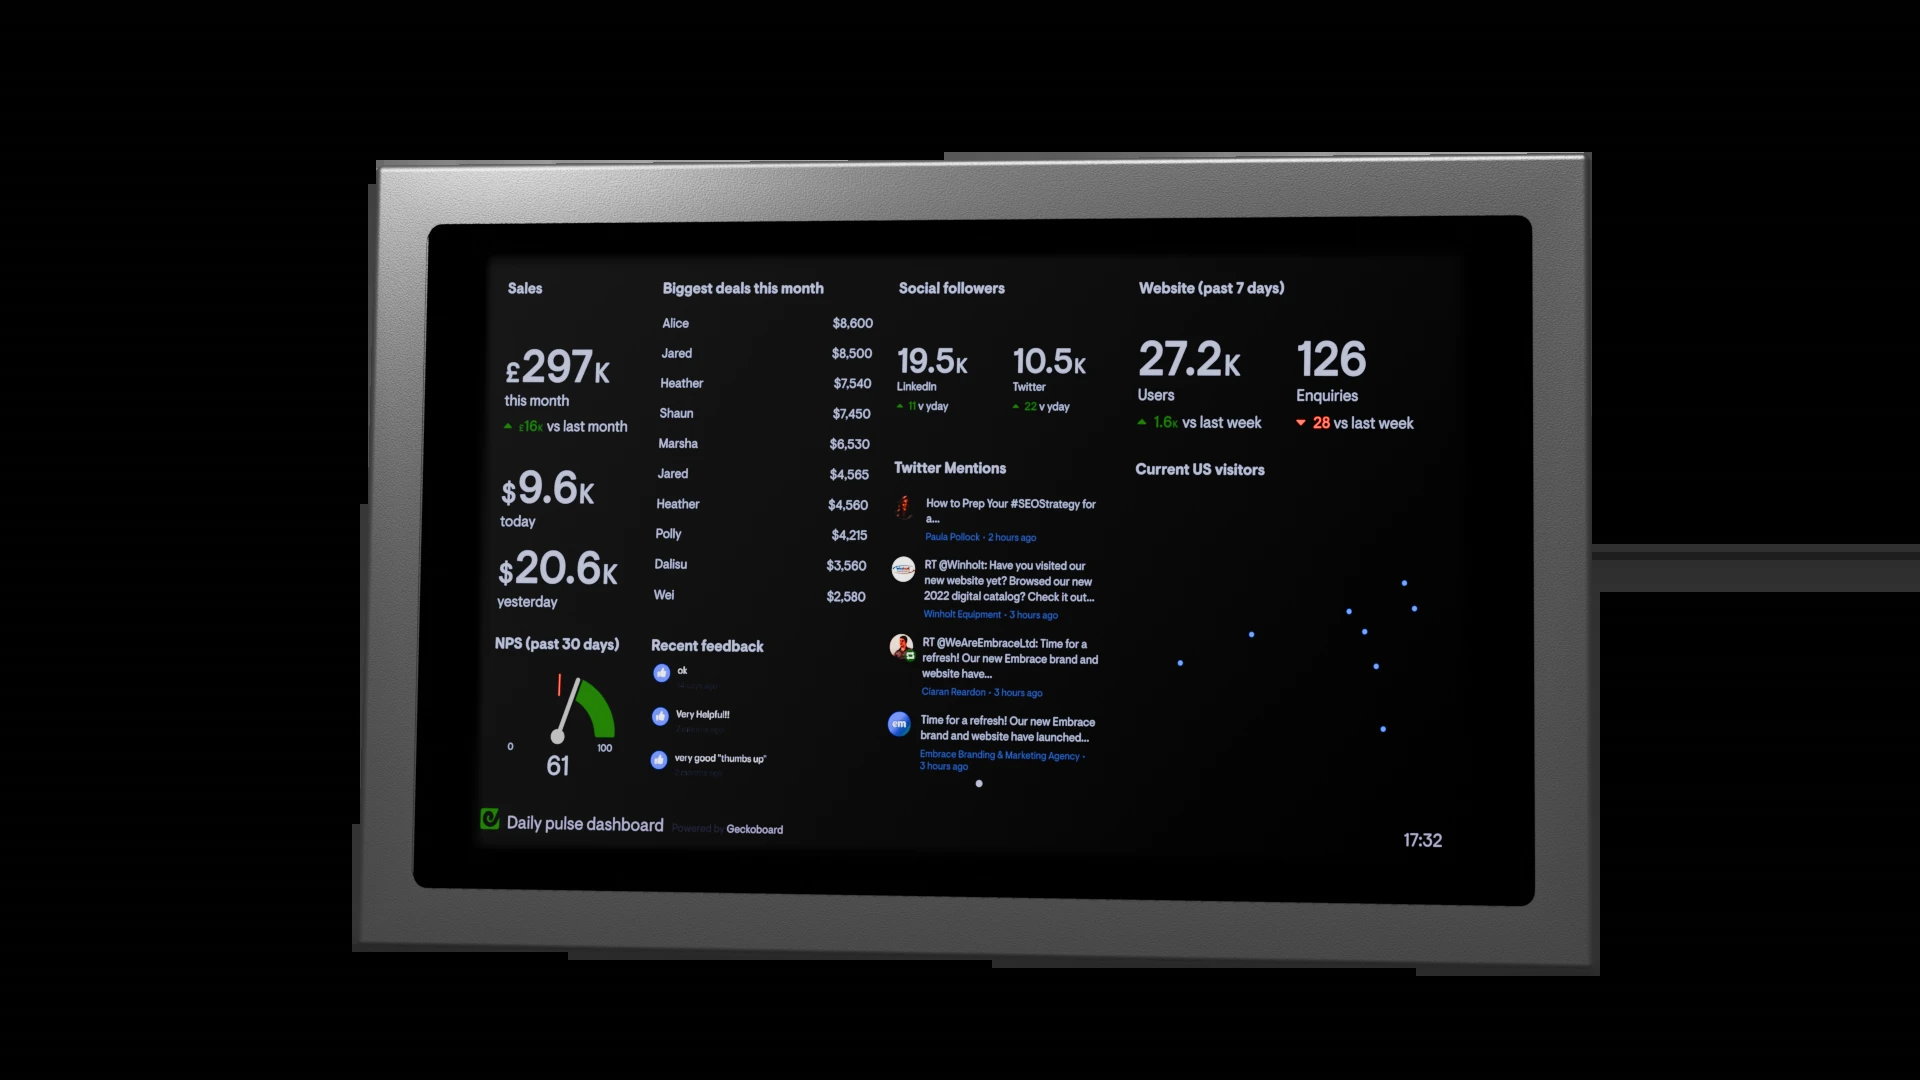 Sales
£297K
this month
£16K vs last month
$9.6K
today
$20.6K
yesterday
NPS (past 30 days)
0
100
61
Biggest deals this month
Alice $8,600
Jared $8,500
Heather $7,540
Shaun $7,450
Marsha $6,530
Jared $4,565
Heather $4,560
Polly $4,215
Dalisu $3,560
Wei $2,580
Recent feedback
ok
Very Helpful!!!
very good "thumbs up"
Social followers
19.5K
LinkedIn
11 v yday
10.5K
Twitter
22 v yday
Twitter Mentions
How to Prep Your #SEOStrategy for
a...
Paula Pollock • 2 hours ago
RT @Winholt: Have you visited our
new website yet? Browsed our new
2022 digital catalog? Check it out...
Winholt Equipment • 3 hours ago
RT @WeAreEmbraceLtd: Time for a
refresh! Our new Embrace brand and
website have...
Ciaran Reardon • 3 hours ago
em
Time for a refresh! Our new Embrace
brand and website have launched...
Embrace Branding & Marketing Agency •
3 hours ago
Website (past 7 days)
27.2K
Users
1.6K vs last week
126
Enquiries
28 vs last week
Current US visitors
Daily pulse dashboard Powered by Geckoboard
17:32